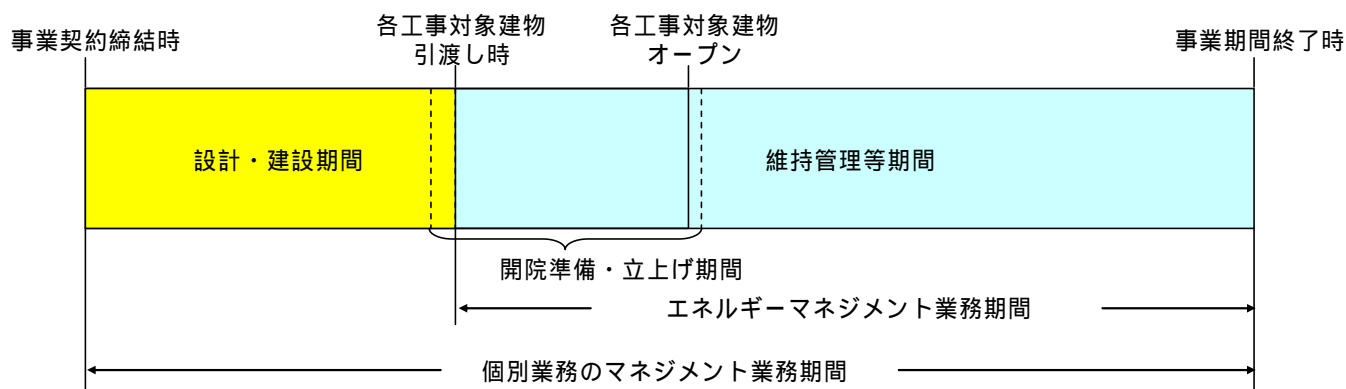 事業契約締結時
各工事対象建物
引渡し時
各工事対象建物
オープン
事業期間終了時
設計・建設期間
維持管理等期間
開院準備・立上げ期間
エネルギーマネジメント業務期間
個別業務のマネジメント業務期間